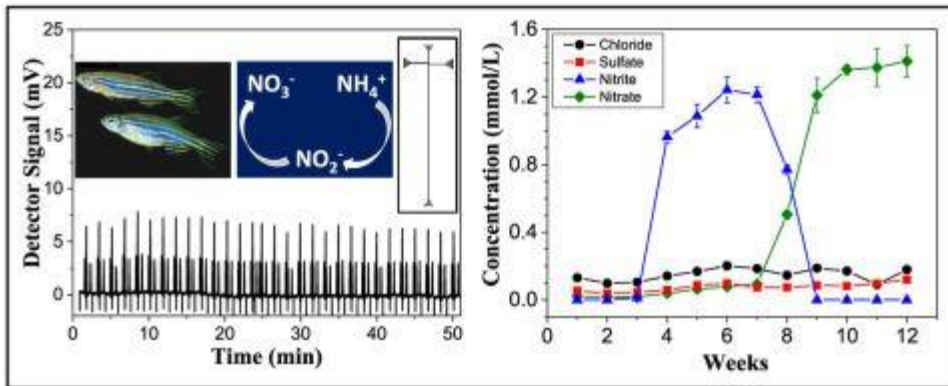 25
20
15
10
5
0
Detector Signal (mV)
NO₃⁻ NH₄⁺
NO₂⁻
0 10 20 30 40 50
Time (min)
1.6
1.2
0.8
0.4
0.0
Concentration (mmol/L)
Chloride
Sulfate
Nitrite
Nitrate
0 2 4 6 8 10 12
Weeks